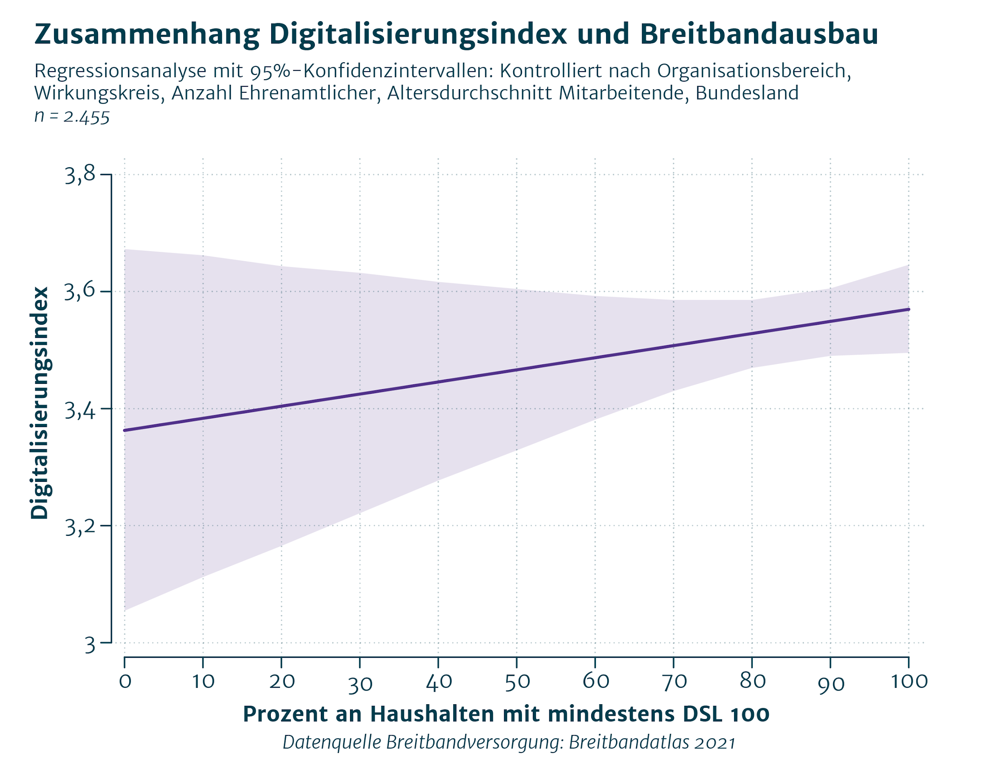 Zusammenhang Digitalisierungsindex und Breitbandausbau
Regressionsanalyse mit 95%-Konfidenzintervallen: Kontrolliert nach Organisationsbereich,
Wirkungskreis, Anzahl Ehrenamtlicher, Altersdurchschnitt Mitarbeitende, Bundesland
n = 2.455
Digitalisierungsindex
3,8
3,6
3,4
3,2
3
0 10 20 30 40 50 60 70 80 90 100
Prozent an Haushalten mit mindestens DSL 100
Datenquelle Breitbandversorgung: Breitbandatlas 2021